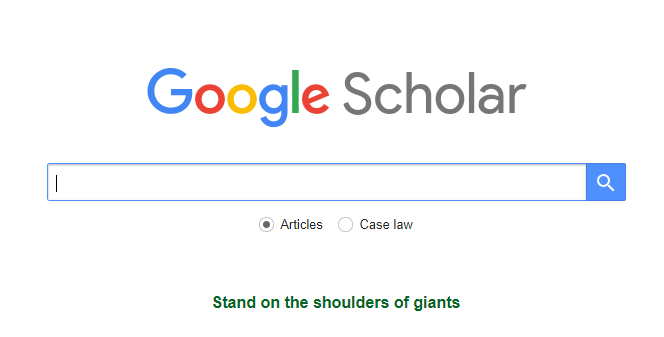 Google Scholar
Articles Case law
Stand on the shoulders of giants